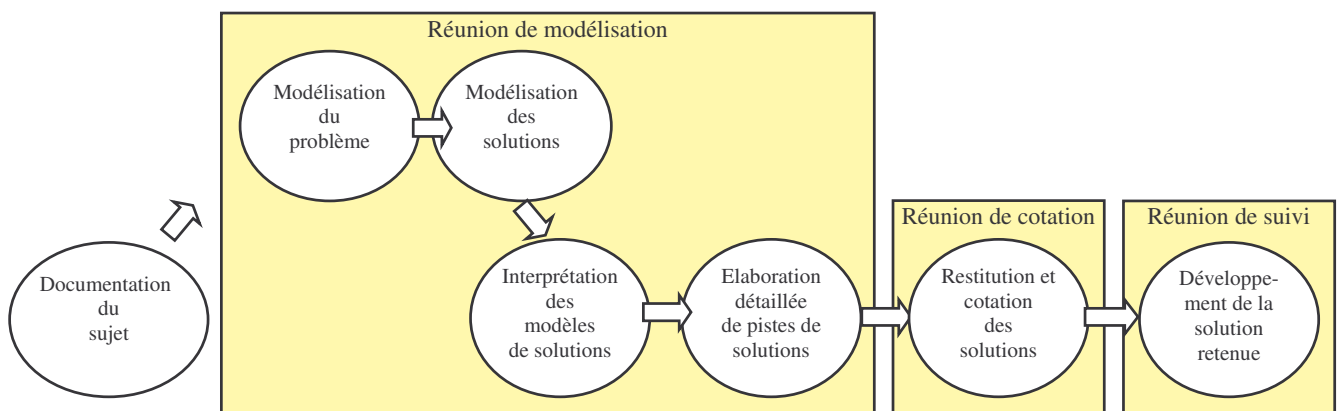 Réunion de modélisation
Modélisation
du
problème
Modélisation
des
solutions
Documentation
du
sujet
Interprétation
des
modèles
de solutions
Elaboration
détaillée
de pistes de
solutions
Réunion de cotation
Restitution et
cotation
des
solutions
Réunion de suivi
Développe-
ment de la
solution
retenue